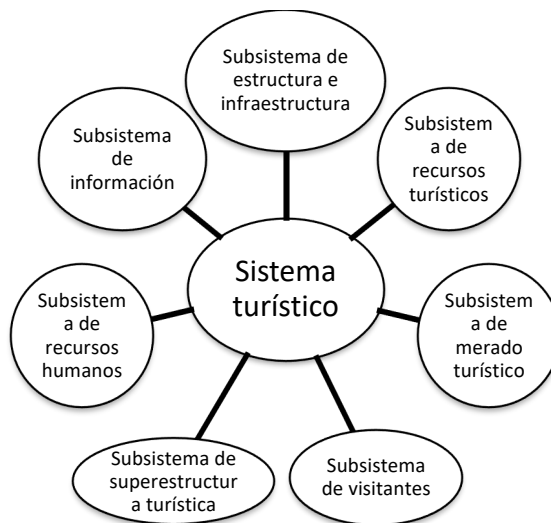 Subsistema de
estructura e
infraestructura
Subsistem
a de
recursos
turísticos
Subsistem
a de
merado
turístico
Subsistema
de visitantes
Subsistema de
superestructur
a turística
Subsistem
a de
recursos
humanos
Subsistema
de
información
Sistema
turístico